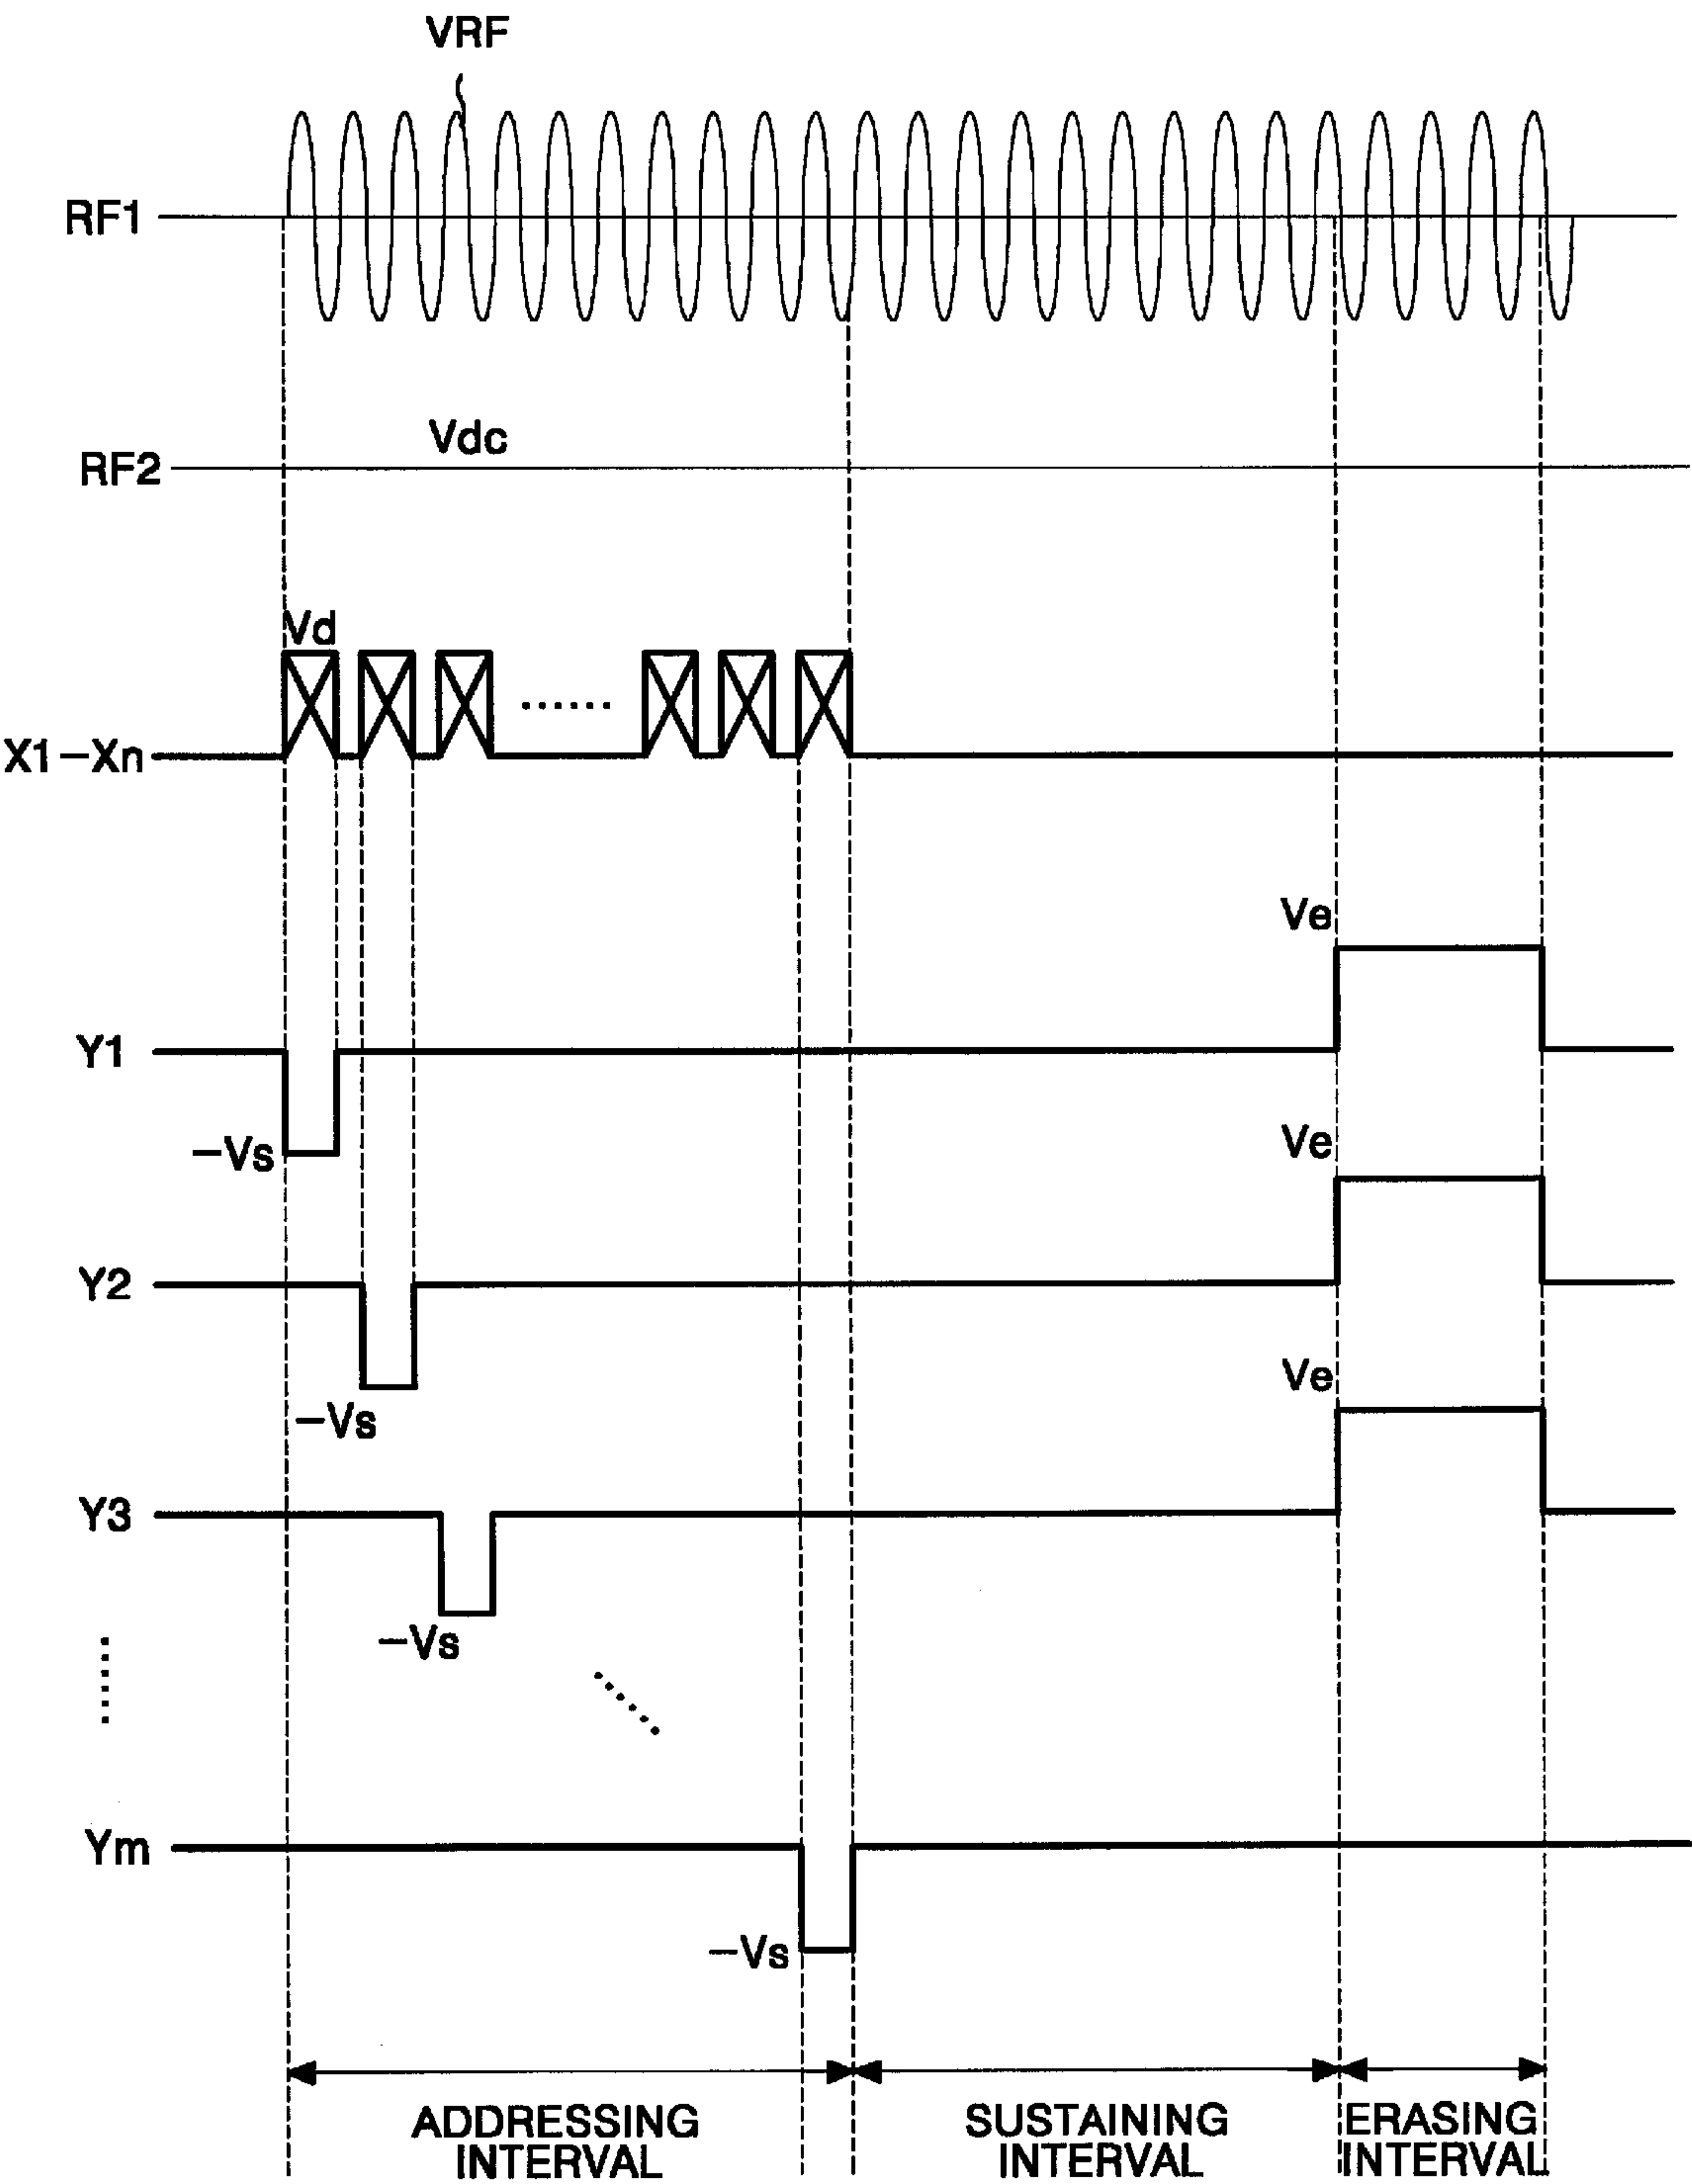 VRF
RF1
Vdc
RF2
Vd
X1–Xn
Ve
Y1
–Vs
Ve
Y2
–Vs
Ve
Y3
–Vs
Ym
–Vs
ADDRESSING
INTERVAL
SUSTAINING
INTERVAL
ERASING
INTERVAL